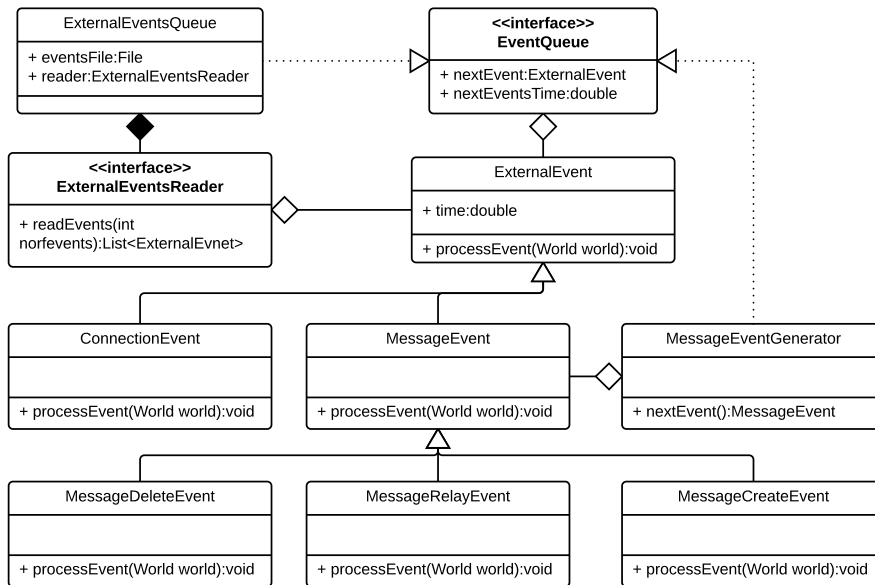 ExternalEventsQueue
+ eventsFile:File
+ reader:ExternalEventsReader
<<interface>>
EventQueue
+ nextEvent:ExternalEvent
+ nextEventsTime:double
<<interface>>
ExternalEventsReader
+ readEvents(int
norfevents):List<ExternalEvnet>
ExternalEvent
+ time:double
+ processEvent(World world):void
ConnectionEvent
+ processEvent(World world):void
MessageEvent
+ processEvent(World world):void
MessageEventGenerator
+ nextEvent():MessageEvent
MessageDeleteEvent
+ processEvent(World world):void
MessageRelayEvent
+ processEvent(World world):void
MessageCreateEvent
+ processEvent(World world):void